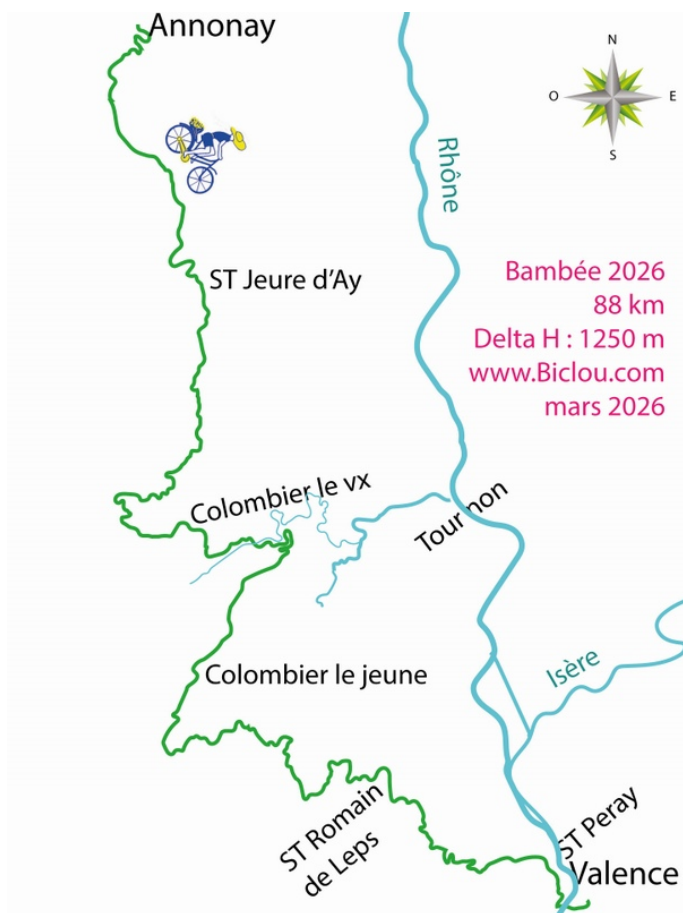 Annonay
N
O
E
S
Rhône
ST Jeure d’Ay
Bambée 2026
88 km
Delta H : 1250 m
www.Biclou.com
mars 2026
Colombier le vx
Tournon
Isère
Colombier le jeune
ST Romain
de Leps
ST Peray
Valence